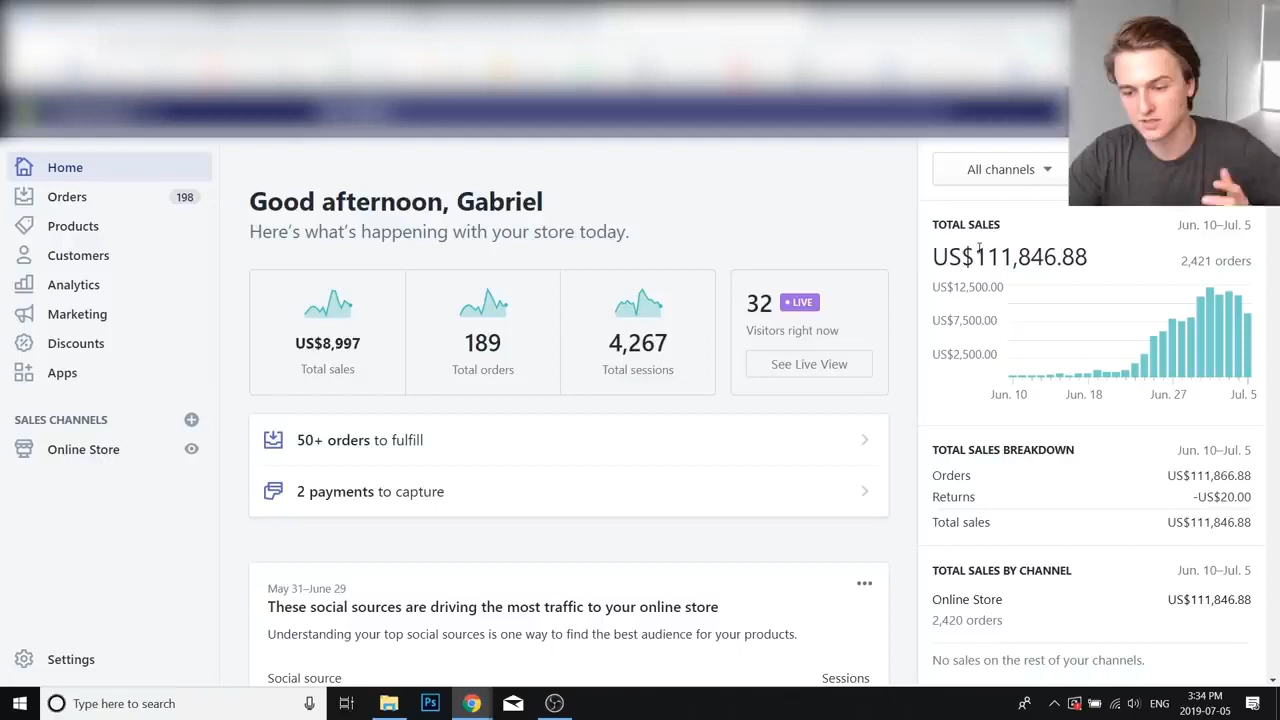 Home
Orders 198
Products
Customers
Analytics
Marketing
Discounts
Apps
SALES CHANNELS
Online Store
Settings
Good afternoon, Gabriel
Here's what's happening with your store today.
US$8,997
Total sales
189
Total orders
4,267
Total sessions
32 • LIVE
Visitors right now
See Live View
50+ orders to fulfill
2 payments to capture
May 31–June 29
These social sources are driving the most traffic to your online store
Understanding your top social sources is one way to find the best audience for your products.
Social source Sessions
All channels
TOTAL SALES Jun. 10–Jul. 5
US$111,846.88 2,421 orders
US$12,500.00
US$7,500.00
US$2,500.00
Jun. 10 Jun. 18 Jun. 27 Jul. 5
TOTAL SALES BREAKDOWN Jun. 10–Jul. 5
Orders US$111,866.88
Returns -US$20.00
Total sales US$111,846.88
TOTAL SALES BY CHANNEL Jun. 10–Jul. 5
Online Store US$111,846.88
2,420 orders
No sales on the rest of your channels.
Type here to search
Ps
ENG
3:34 PM
2019-07-05